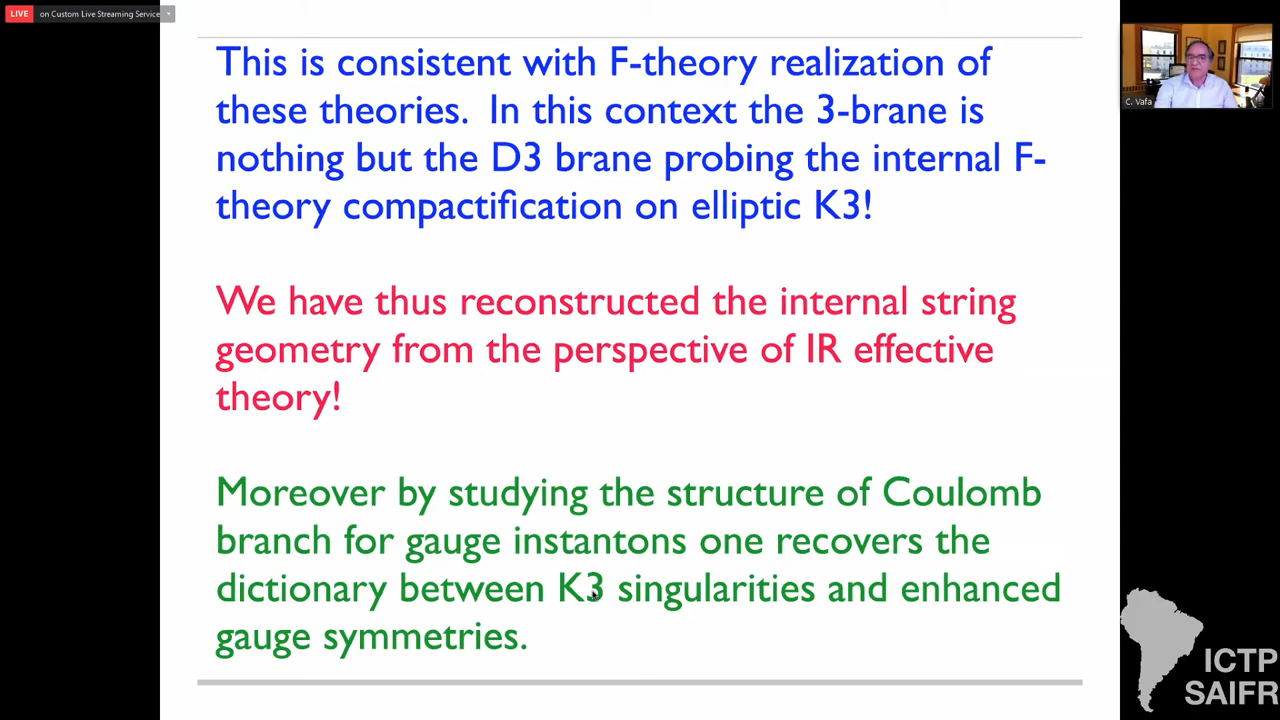 LIVE on Custom Live Streaming Service
This is consistent with F-theory realization of
these theories. In this context the 3-brane is
nothing but the D3 brane probing the internal F-
theory compactification on elliptic K3!
We have thus reconstructed the internal string
geometry from the perspective of IR effective
theory!
Moreover by studying the structure of Coulomb
branch for gauge instantons one recovers the
dictionary between K3 singularities and enhanced
gauge symmetries.
C. Vafa
ICTP
SAIFR